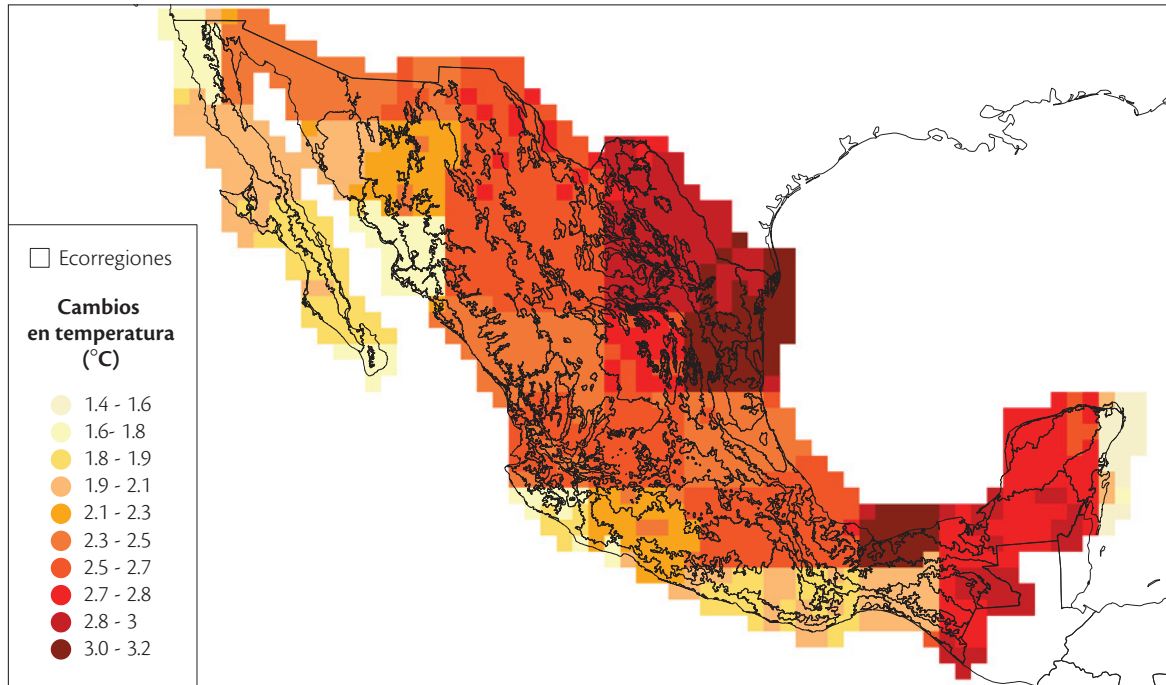 Ecorregiones
Cambios
en temperatura
(°C)
1.4 - 1.6
1.6- 1.8
1.8 - 1.9
1.9 - 2.1
2.1 - 2.3
2.3 - 2.5
2.5 - 2.7
2.7 - 2.8
2.8 - 3
3.0 - 3.2